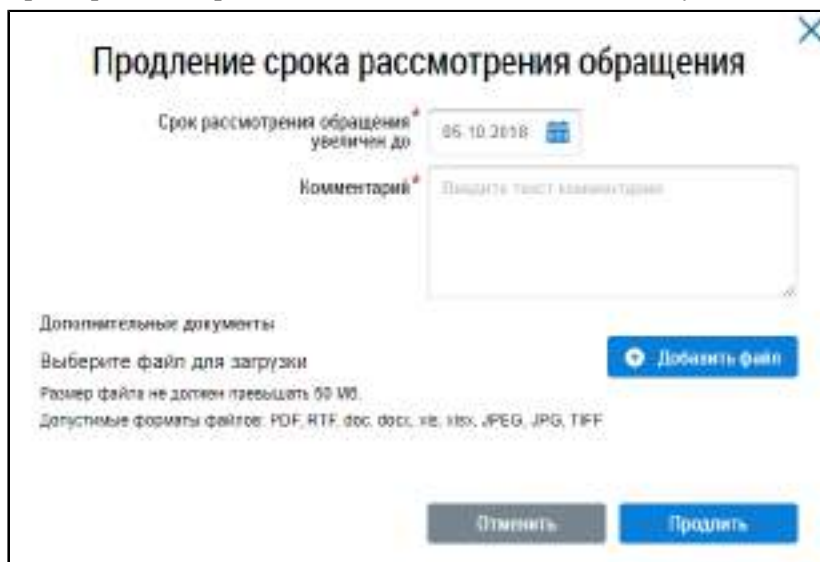 Продление срока рассмотрения обращения
Срок рассмотрения обращения*
увеличен до
05.10.2018
Комментарий*
Введите текст комментария
Дополнительные документы
Выберите файл для загрузки
Добавить файл
Размер файла не должен превышать 50 Мб.
Допустимые форматы файлов: PDF, RTF, doc, docx, xls, xlsx, JPEG, JPG, TIFF
Отменить
Продлить